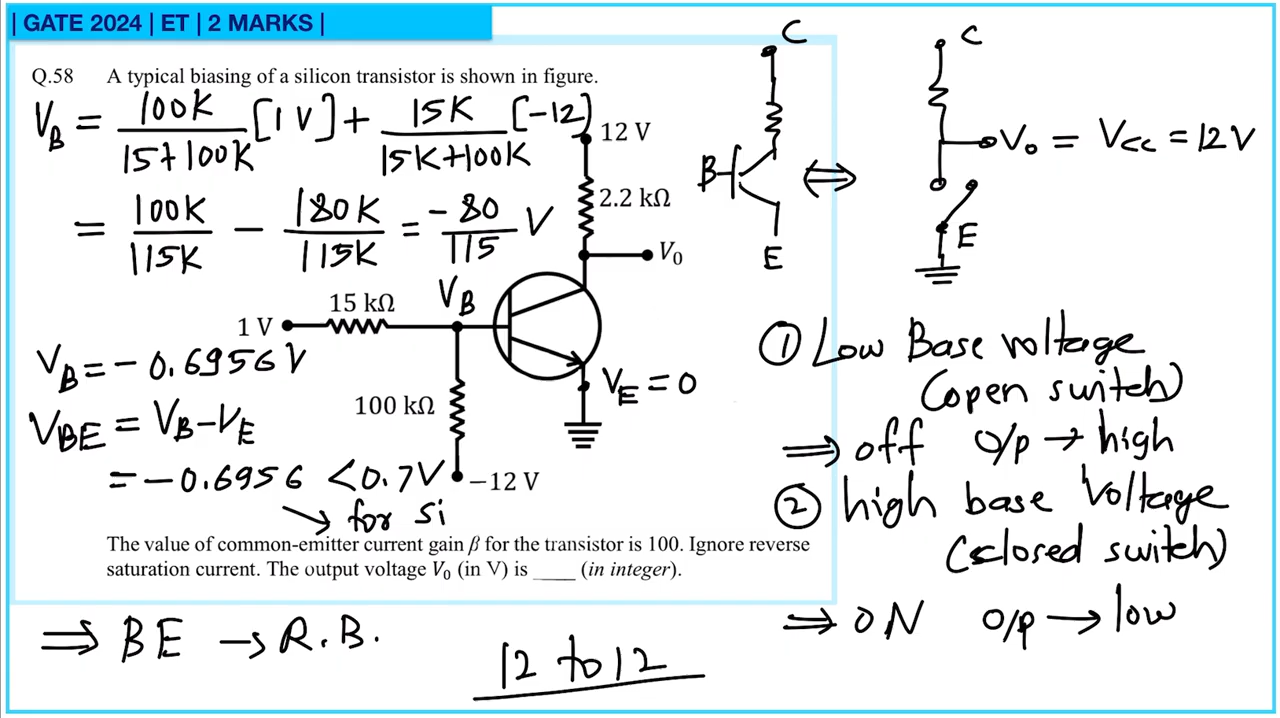 | GATE 2024 | ET | 2 MARKS |
Q.58 A typical biasing of a silicon transistor is shown in figure.
V_B = 100K/(15+100K) [1 V] + 15K/(15K+100K) [-12]
= 100K/115K - 180K/115K = -80/115 V
12 V
2.2 kΩ
V₀
V_B
15 kΩ
1 V
V_B = -0.6956 V
V_E = 0
100 kΩ
V_BE = V_B - V_E
= -0.6956 < 0.7V
-12 V
→ for Si
The value of common-emitter current gain β for the transistor is 100. Ignore reverse
saturation current. The output voltage V₀ (in V) is ____ (in integer).
⇒ BE → R.B.
12 to 12
C
B
E
⇔
C
V₀ = V_CC = 12 V
E
① Low Base voltage
(open switch)
⇒ off o/p → high
② high base voltage
(closed switch)
⇒ ON o/p → low